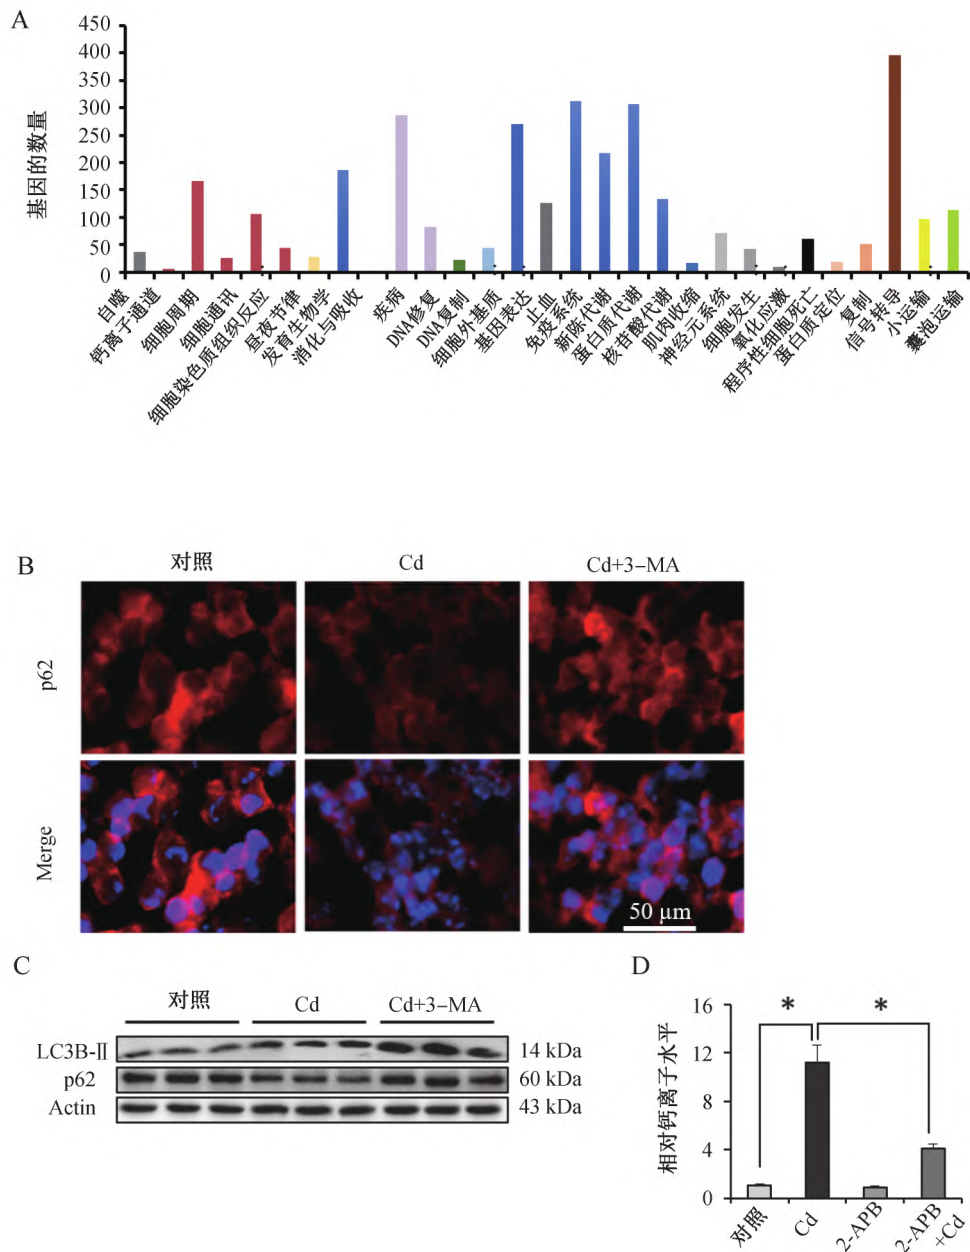 A
基因的数量
450
400
350
300
250
200
150
100
50
0
自噬
钙离子通道
细胞周期
细胞通讯
细胞染色质组织反应
昼夜节律
发育生物学
消化与吸收
疾病
DNA修复
DNA复制
细胞外基质
基因表达
止血
免疫系统
新陈代谢
蛋白质代谢
核苷酸代谢
肌肉收缩
神经元系统
细胞发生
氧化应激
程序性细胞死亡
蛋白质定位
复制
信号转导
小运输
囊泡运输
B
对照 Cd Cd+3-MA
p62
Merge
50 μm
C
对照 Cd Cd+3-MA
LC3B-Ⅱ 14 kDa
p62 60 kDa
Actin 43 kDa
D
相对钙离子水平
16
12
8
4
0
* *
对照
Cd
2-APB
2-APB
+Cd